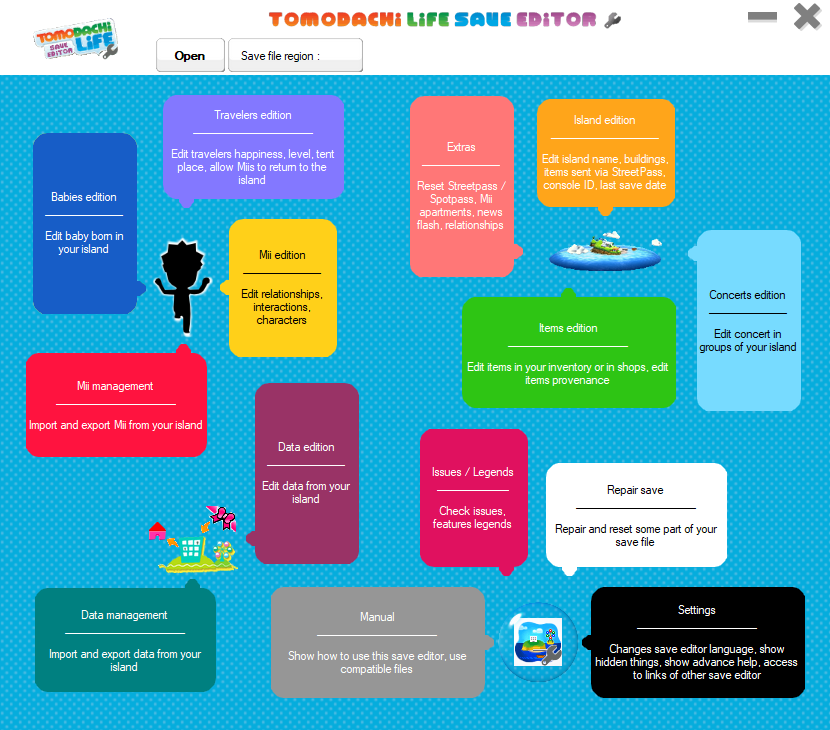 TOMODACHI LIFE SAVE EDITOR
TOMODACHI
SAVE EDITOR
LIFE
Open
Save file region :
Travelers edition
Edit travelers happiness, level, tent
place, allow Miis to return to the
island
Extras
Reset Streetpass /
Spotpass, Mii
apartments, news
flash, relationships
Island edition
Edit island name, buildings,
items sent via StreetPass,
console ID, last save date
Babies edition
Edit baby born in
your island
Mii edition
Edit relationships,
interactions,
characters
Concerts edition
Edit concert in
groups of your island
Items edition
Edit items in your inventory or in shops, edit
items provenance
Mii management
Import and export Mii from your island
Data edition
Edit data from your
island
Issues / Legends
Check issues,
features legends
Repair save
Repair and reset some part of your
save file
Data management
Import and export data from your
island
Manual
Show how to use this save editor, use
compatible files
Settings
Changes save editor language, show
hidden things, show advance help, access
to links of other save editor